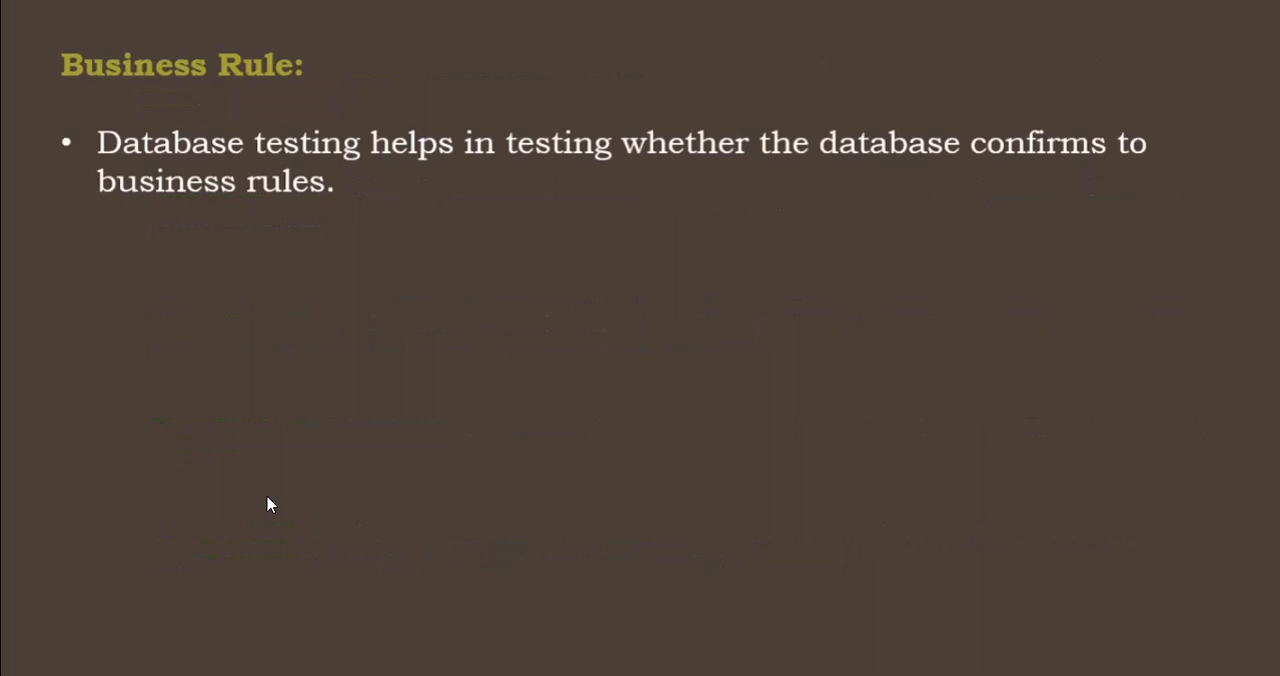 Business Rule:
• Database testing helps in testing whether the database confirms to
business rules.